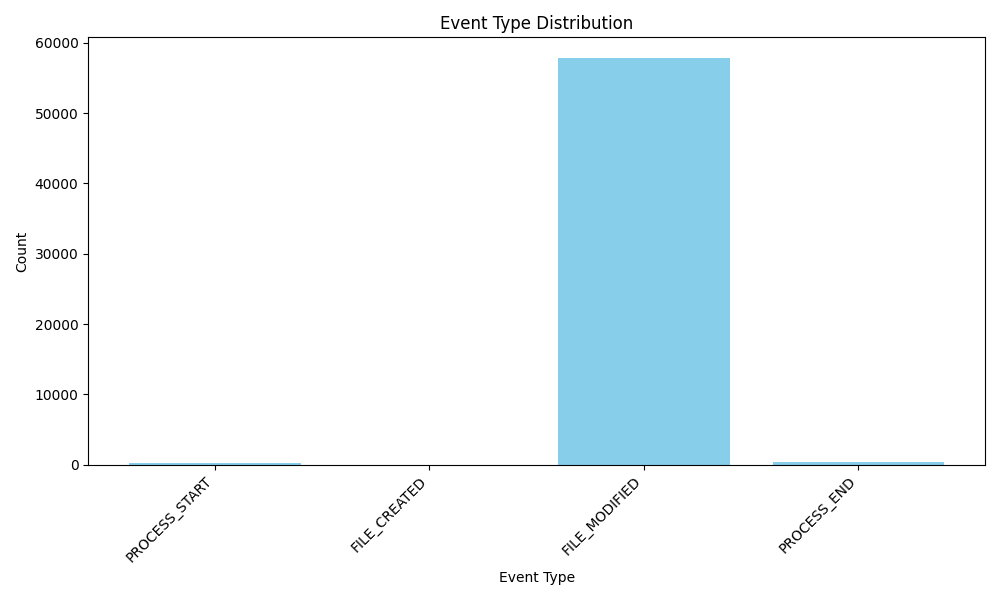 Event Type Distribution
60000
50000
40000
30000
20000
10000
0
Count
PROCESS_START
FILE_CREATED
FILE_MODIFIED
PROCESS_END
Event Type